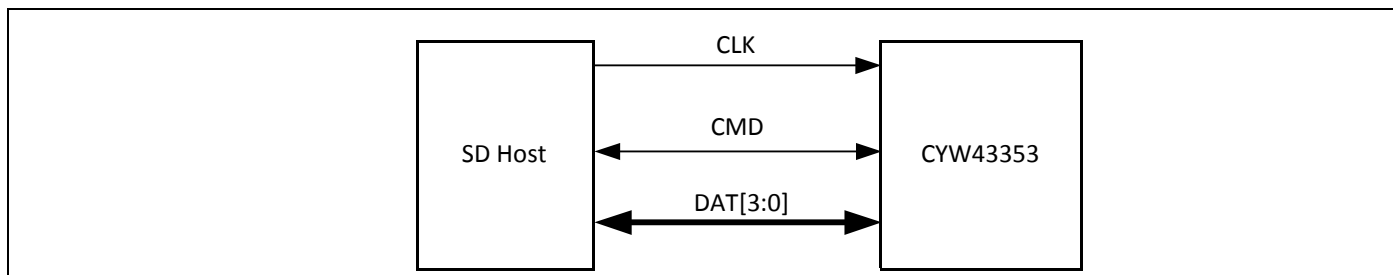 CLK
CMD
SD Host
CYW43353
DAT[3:0]